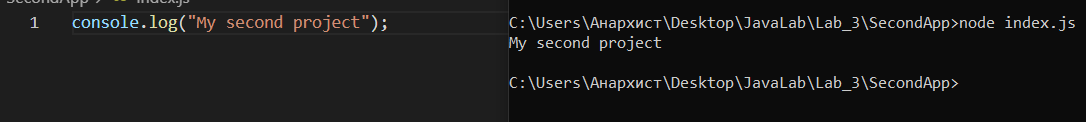 SecondApp > index.js
1 console.log("My second project");
C:\Users\Анархист\Desktop\JavaLab\Lab_3\SecondApp>node index.js
My second project
C:\Users\Анархист\Desktop\JavaLab\Lab_3\SecondApp>